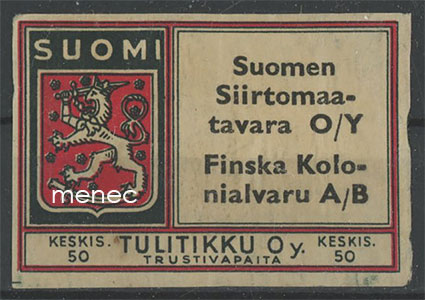 SUOMI
menec
Suomen
Siirtomaa-
tavara O/Y
Finska Kolo-
nialvaru A/B
KESKIS.
50
TULITIKKU Oy.
TRUSTIVAPAITA
KESKIS.
50